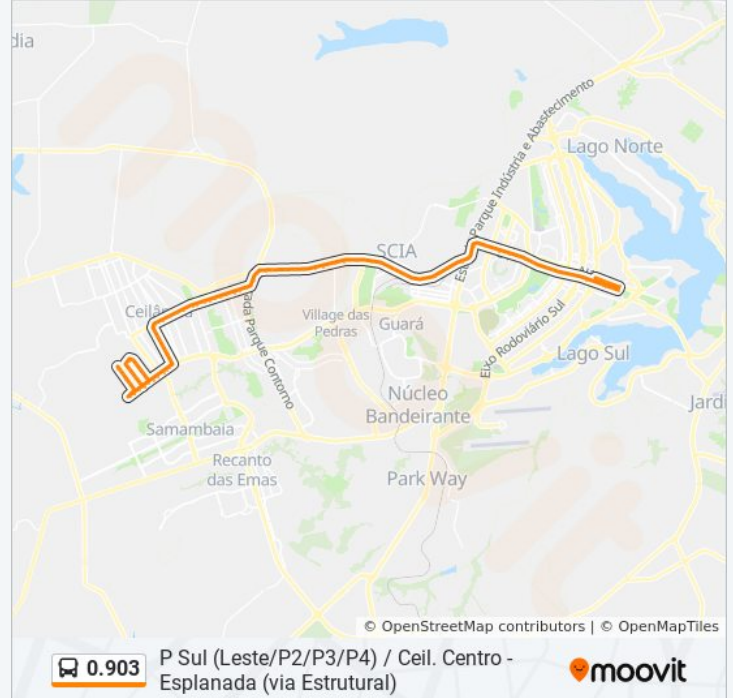 dia
Lago Norte
Parque Indústria e Abastecimento
SCIA
Ceilândia
Estrada Parque Contorno
Village das
Pedras
Guará
Eixo Rodoviário Sul
Lago Sul
Núcleo
Bandeirante
Jardi
Samambaia
Recanto
das Emas
Park Way
© OpenStreetMap contributors | © OpenMapTiles
0.903
P Sul (Leste/P2/P3/P4) / Ceil. Centro -
Esplanada (via Estrutural)
moovit